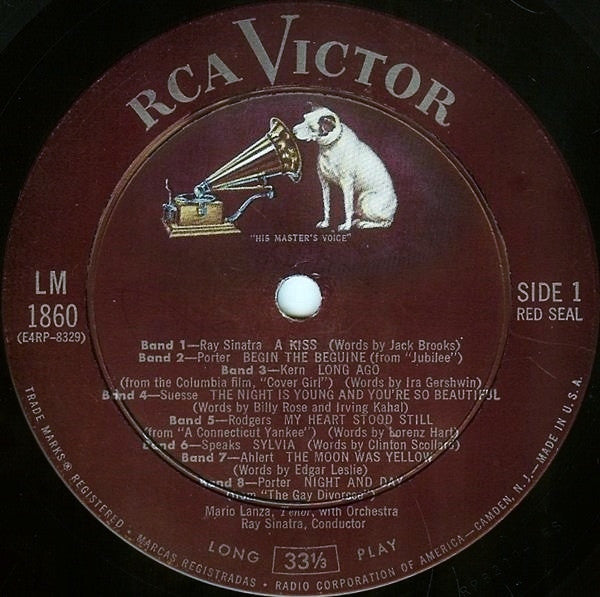 RCA VICTOR
"HIS MASTER'S VOICE"
LM
1860
(E4RP-8329)
SIDE 1
RED SEAL
Band 1—Ray Sinatra A KISS (Words by Jack Brooks)
Band 2—Porter BEGIN THE BEGUINE (from "Jubilee")
Band 3—Kern LONG AGO
(from the Columbia film, "Cover Girl") (Words by Ira Gershwin)
Band 4—Suesse THE NIGHT IS YOUNG AND YOU'RE SO BEAUTIFUL
(Words by Billy Rose and Irving Kahal)
Band 5—Rodgers MY HEART STOOD STILL
(from "A Connecticut Yankee") (Words by Lorenz Hart)
Band 6—Speaks SYLVIA (Words by Clinton Scollard)
Band 7—Ahlert THE MOON WAS YELLOW
(Words by Edgar Leslie)
Band 8—Porter NIGHT AND DAY
(from "The Gay Divorcee")
Mario Lanza, Tenor, with Orchestra
Ray Sinatra, Conductor
LONG 33⅓ PLAY
TRADE MARKS ® REGISTERED • MARCAS REGISTRADAS • RADIO CORPORATION OF AMERICA—CAMDEN, N. J.—MADE IN U.S.A.